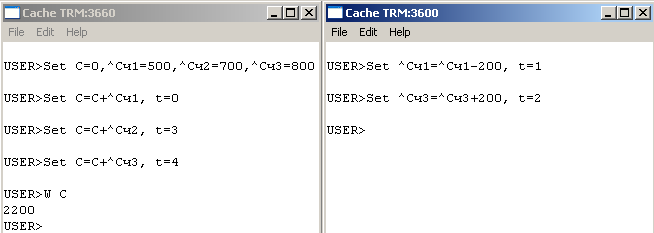 Cache TRM:3660
File Edit Help
USER>Set C=0,^Сч1=500,^Сч2=700,^Сч3=800
USER>Set C=C+^Сч1, t=0
USER>Set C=C+^Сч2, t=3
USER>Set C=C+^Сч3, t=4
USER>W C
2200
USER>
Cache TRM:3600
File Edit Help
USER>Set ^Сч1=^Сч1-200, t=1
USER>Set ^Сч3=^Сч3+200, t=2
USER>